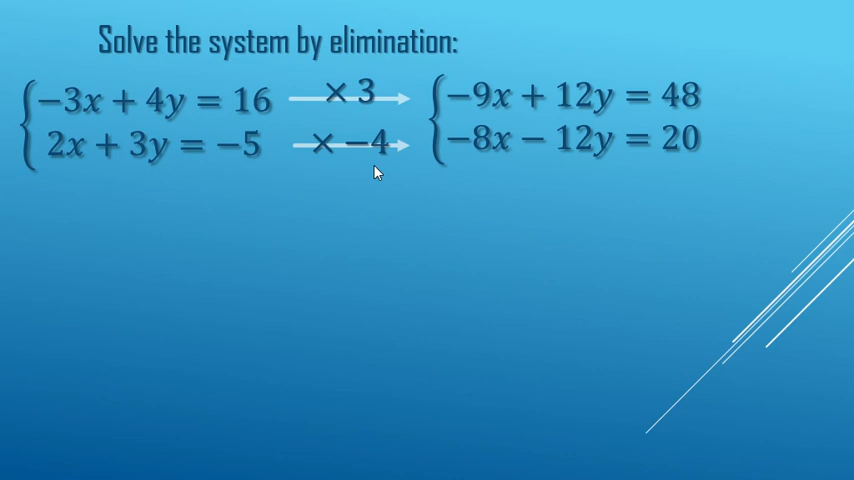 Solve the system by elimination:
−3x + 4y = 16 × 3 −9x + 12y = 48
2x + 3y = −5 × −4 −8x − 12y = 20